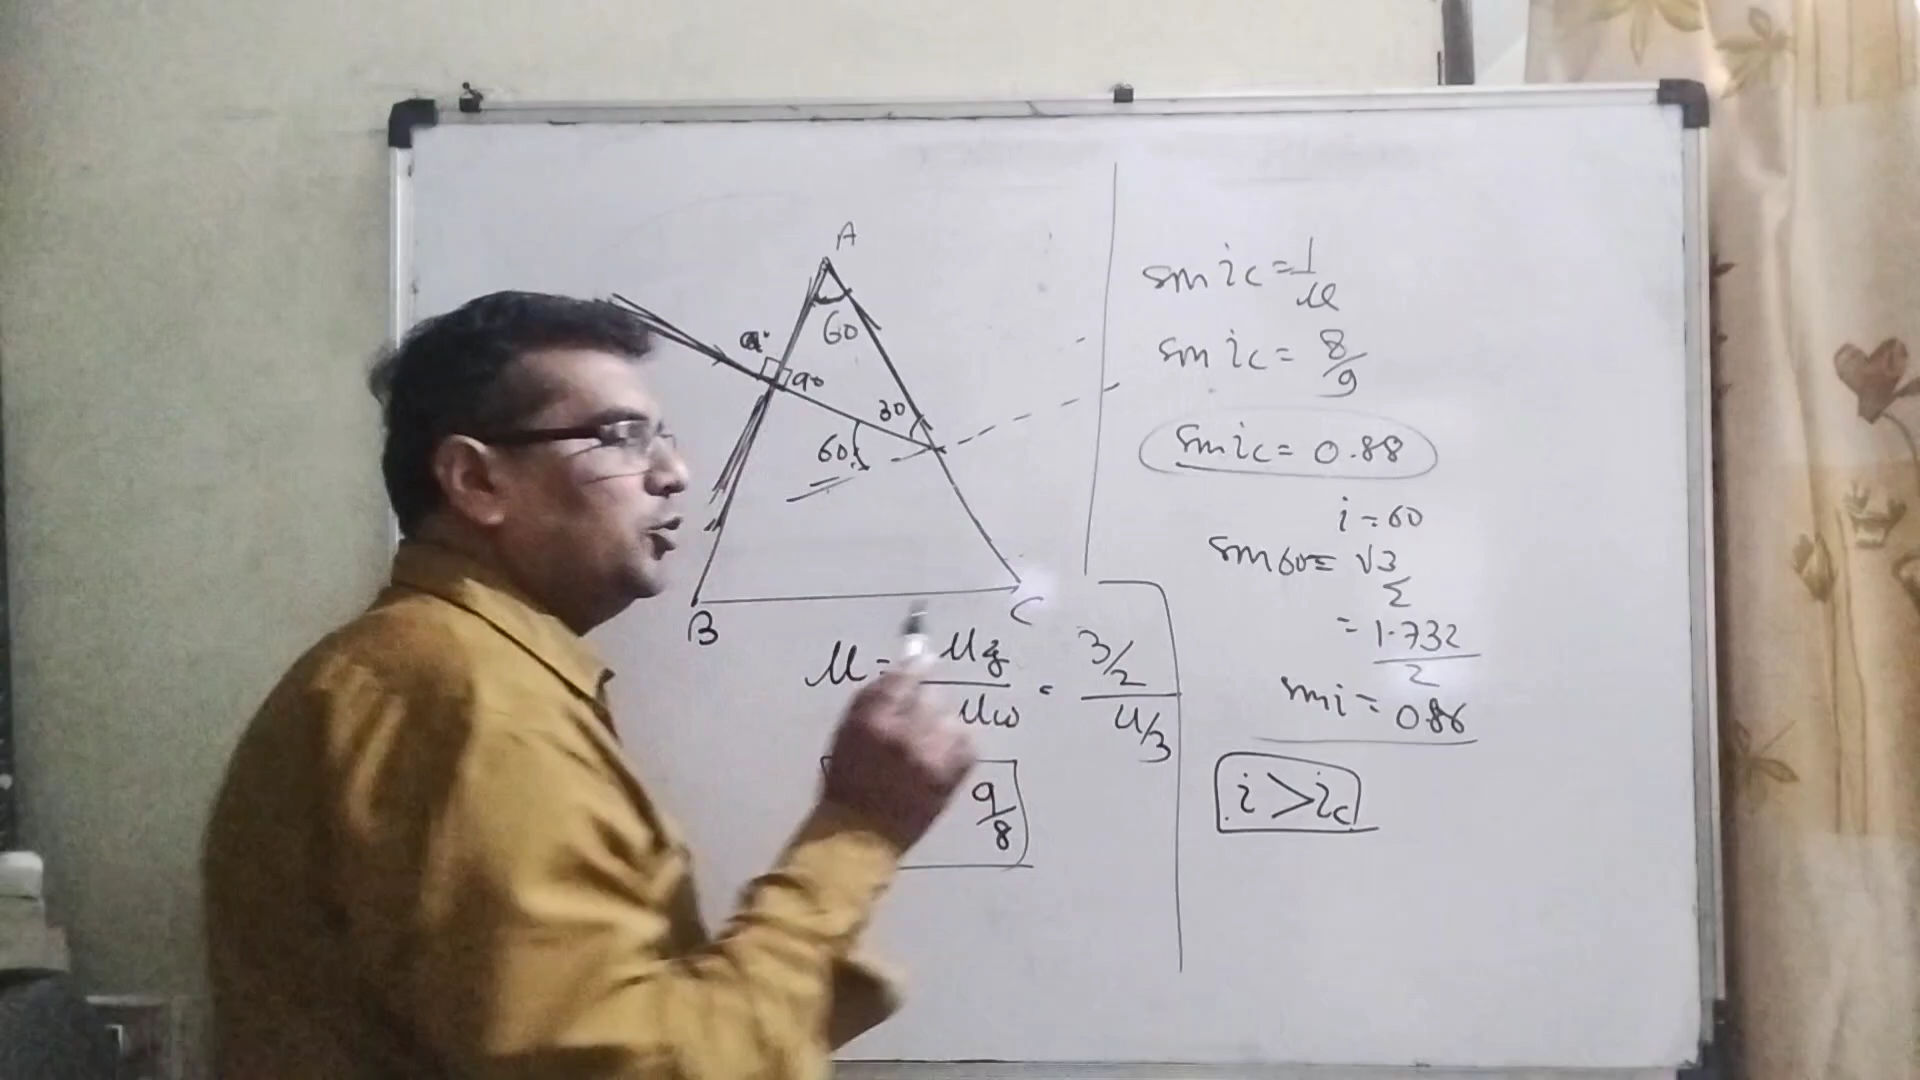 A
60
90
30
60
B
C
μ = μg/μw = 3/2 / 4/3
9/8
sin ic = 1/μ
sin ic = 8/9
sin ic = 0.88
i = 60
sin 60 = √3/2
= 1.732/2
sin i = 0.86
i > ic